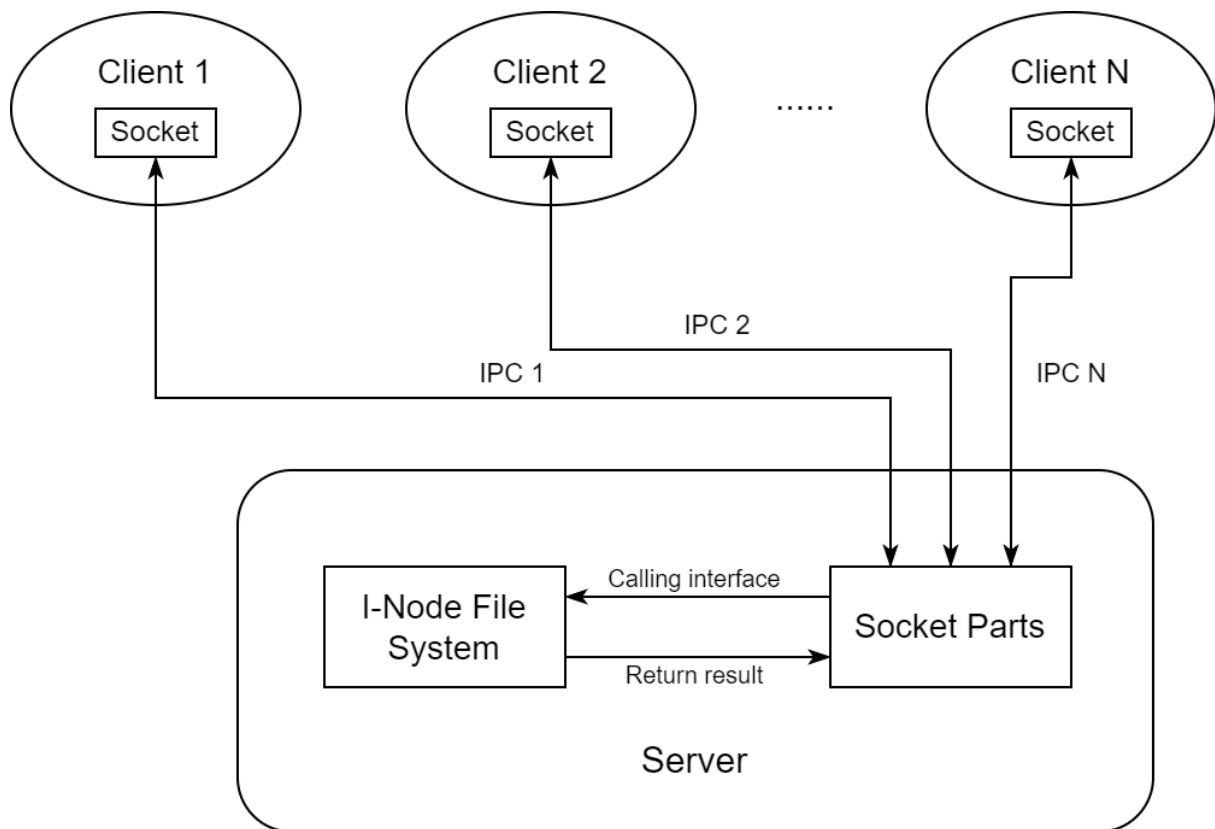 Client 1
Client 2
......
Client N
Socket
Socket
Socket
IPC 2
IPC 1
IPC N
Calling interface
I-Node File
System
Socket Parts
Return result
Server